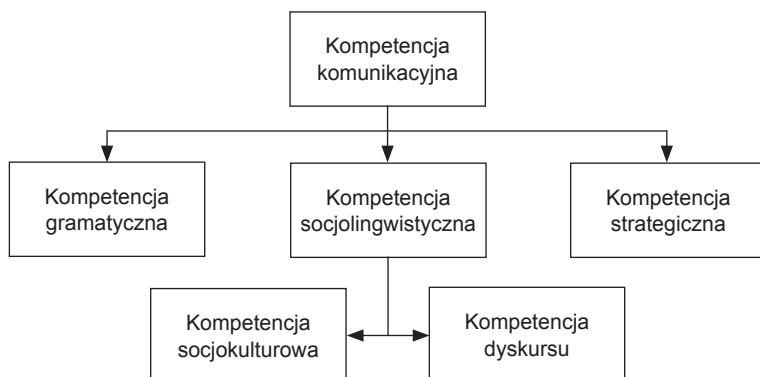 Kompetencja
komunikacyjna
Kompetencja
gramatyczna
Kompetencja
socjolingwistyczna
Kompetencja
strategiczna
Kompetencja
socjokulturowa
Kompetencja
dyskursu